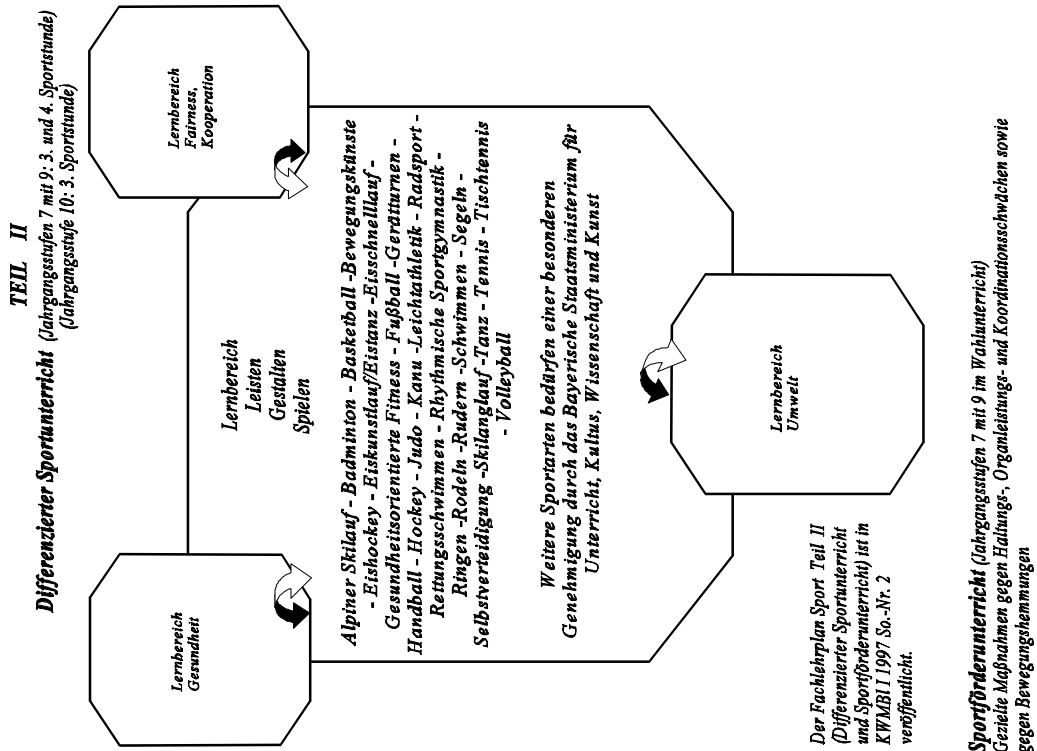 TEIL II
Differenzierter Sportunterricht (Jahrgangsstufen 7 mit 9: 3. und 4. Sportstunde)
(Jahrgangsstufe 10: 3. Sportstunde)
Lernbereich
Gesundheit
Lernbereich
Fairness,
Kooperation
Lernbereich
Leisten
Gestalten
Spielen
Alpiner Skilauf - Badminton - Basketball -Bewegungskünste
- Eishockey - Eiskunstlauf/Eistanz -Eisschnelllauf -
Gesundheitsorientierte Fitness - Fußball -Gerätturnen -
Handball - Hockey - Judo - Kanu -Leichtathletik - Radsport -
Rettungsschwimmen - Rhythmische Sportgymnastik -
Ringen -Rodeln -Rudern -Schwimmen - Segeln -
Selbstverteidigung -Skilanglauf -Tanz - Tennis - Tischtennis
- Volleyball
Weitere Sportarten bedürfen einer besonderen
Genehmigung durch das Bayerische Staatsministerium für
Unterricht, Kultus, Wissenschaft und Kunst
Lernbereich
Umwelt
Der Fachlehrplan Sport Teil II
(Differenzierter Sportunterricht
und Sportförderunterricht) ist in
KWMBl I 1997 So.-Nr. 2
veröffentlicht.
Sportförderunterricht (Jahrgangsstufen 7 mit 9 im Wahlunterricht)
Gezielte Maßnahmen gegen Haltungs-, Organleistungs- und Koordinationsschwächen sowie
gegen Bewegungshemmungen